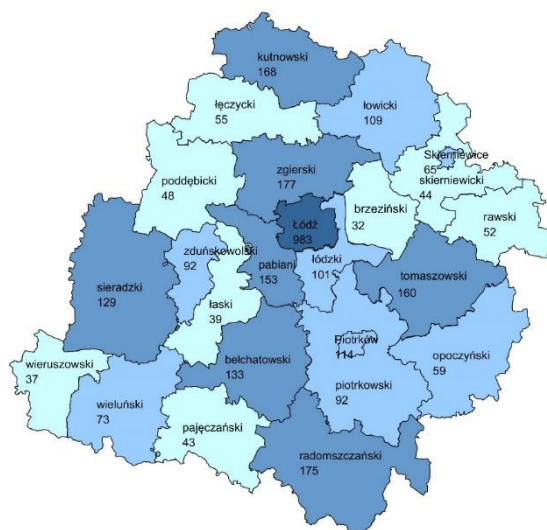 kutnowski
168
łęczycki
55
łowicki
109
Skierniewice
65
skierniewicki
44
zgierski
177
poddębicki
48
brzeziński
32
rawski
52
Łódź
983
zduńskowolski
92
pabiani
153
łódzki
101
tomaszowski
160
sieradzki
129
łaski
39
Piotrków
114
opoczyński
59
wieruszowski
37
bełchatowski
133
piotrkowski
92
wieluński
73
pajęczański
43
radomszczański
175